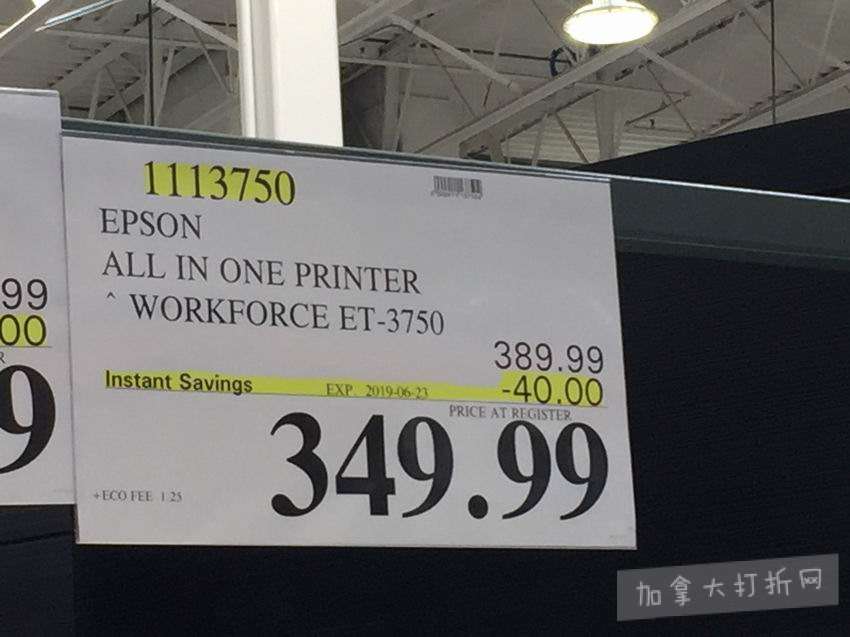 1113750
EPSON
ALL IN ONE PRINTER
^ WORKFORCE ET-3750
389.99
Instant Savings EXP. 2019-06-23 -40.00
PRICE AT REGISTER
349.99
+ECO FEE 1.25
.99
00
R
9
加拿大打折网